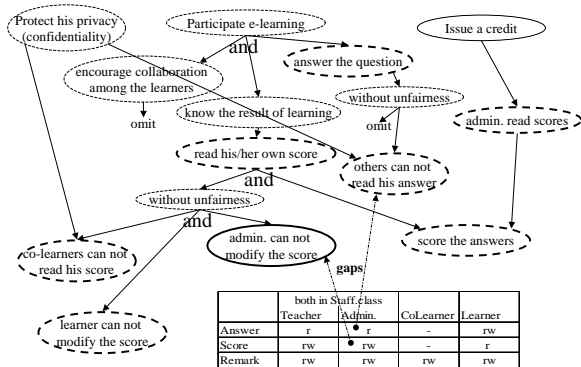 Protect his privacy
(confidentiality)
Participate e-learning
Issue a credit
and
encourage collaboration
among the learners
answer the question
omit
know the result of learning
without unfairness
omit
admin. read scores
read his/her own score
others can not
read his answer
and
without unfairness
and
co-learners can not
read his score
admin. can not
modify the score
score the answers
learner can not
modify the score
gaps
both in Staff class
Teacher Admin. CoLearner Learner
Answer r r - rw
Score rw rw - r
Remark rw rw rw rw